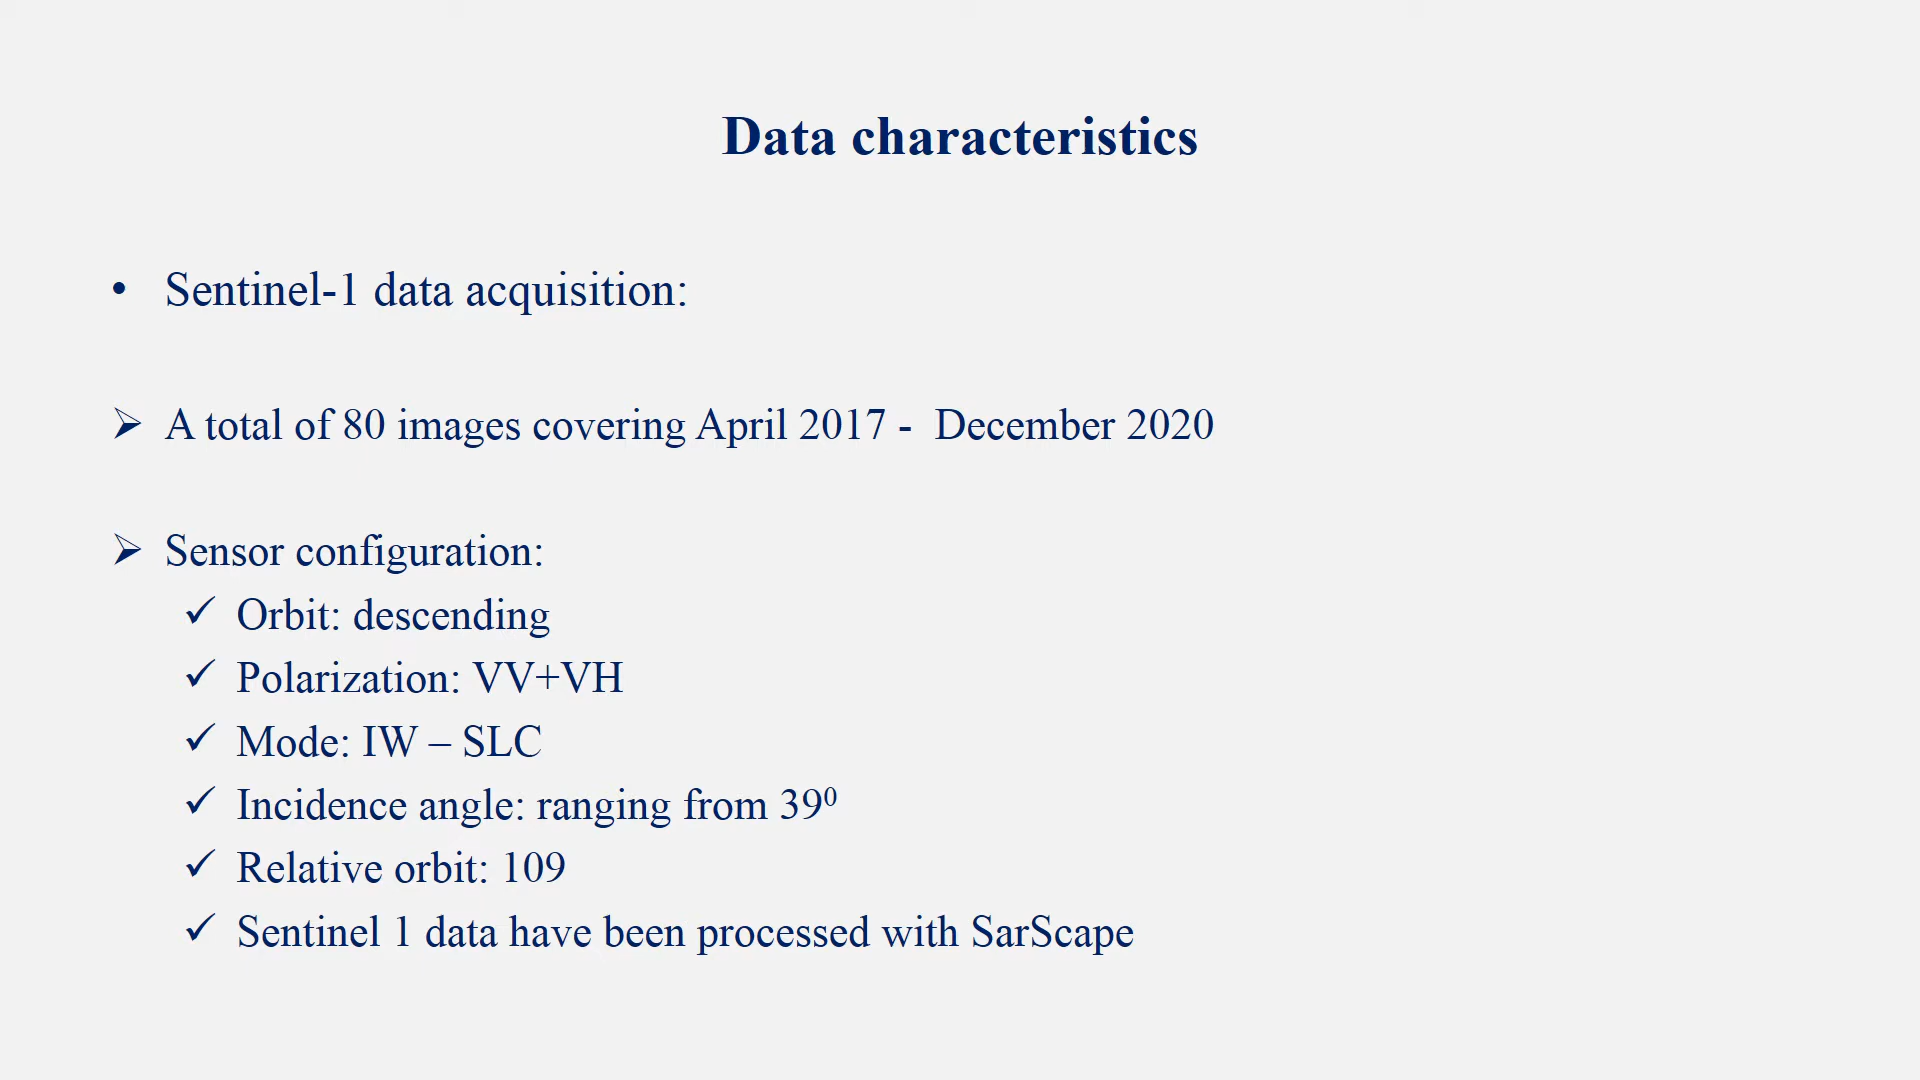 Data characteristics
• Sentinel-1 data acquisition:
➢ A total of 80 images covering April 2017 - December 2020
➢ Sensor configuration:
✓ Orbit: descending
✓ Polarization: VV+VH
✓ Mode: IW – SLC
✓ Incidence angle: ranging from 39⁰
✓ Relative orbit: 109
✓ Sentinel 1 data have been processed with SarScape